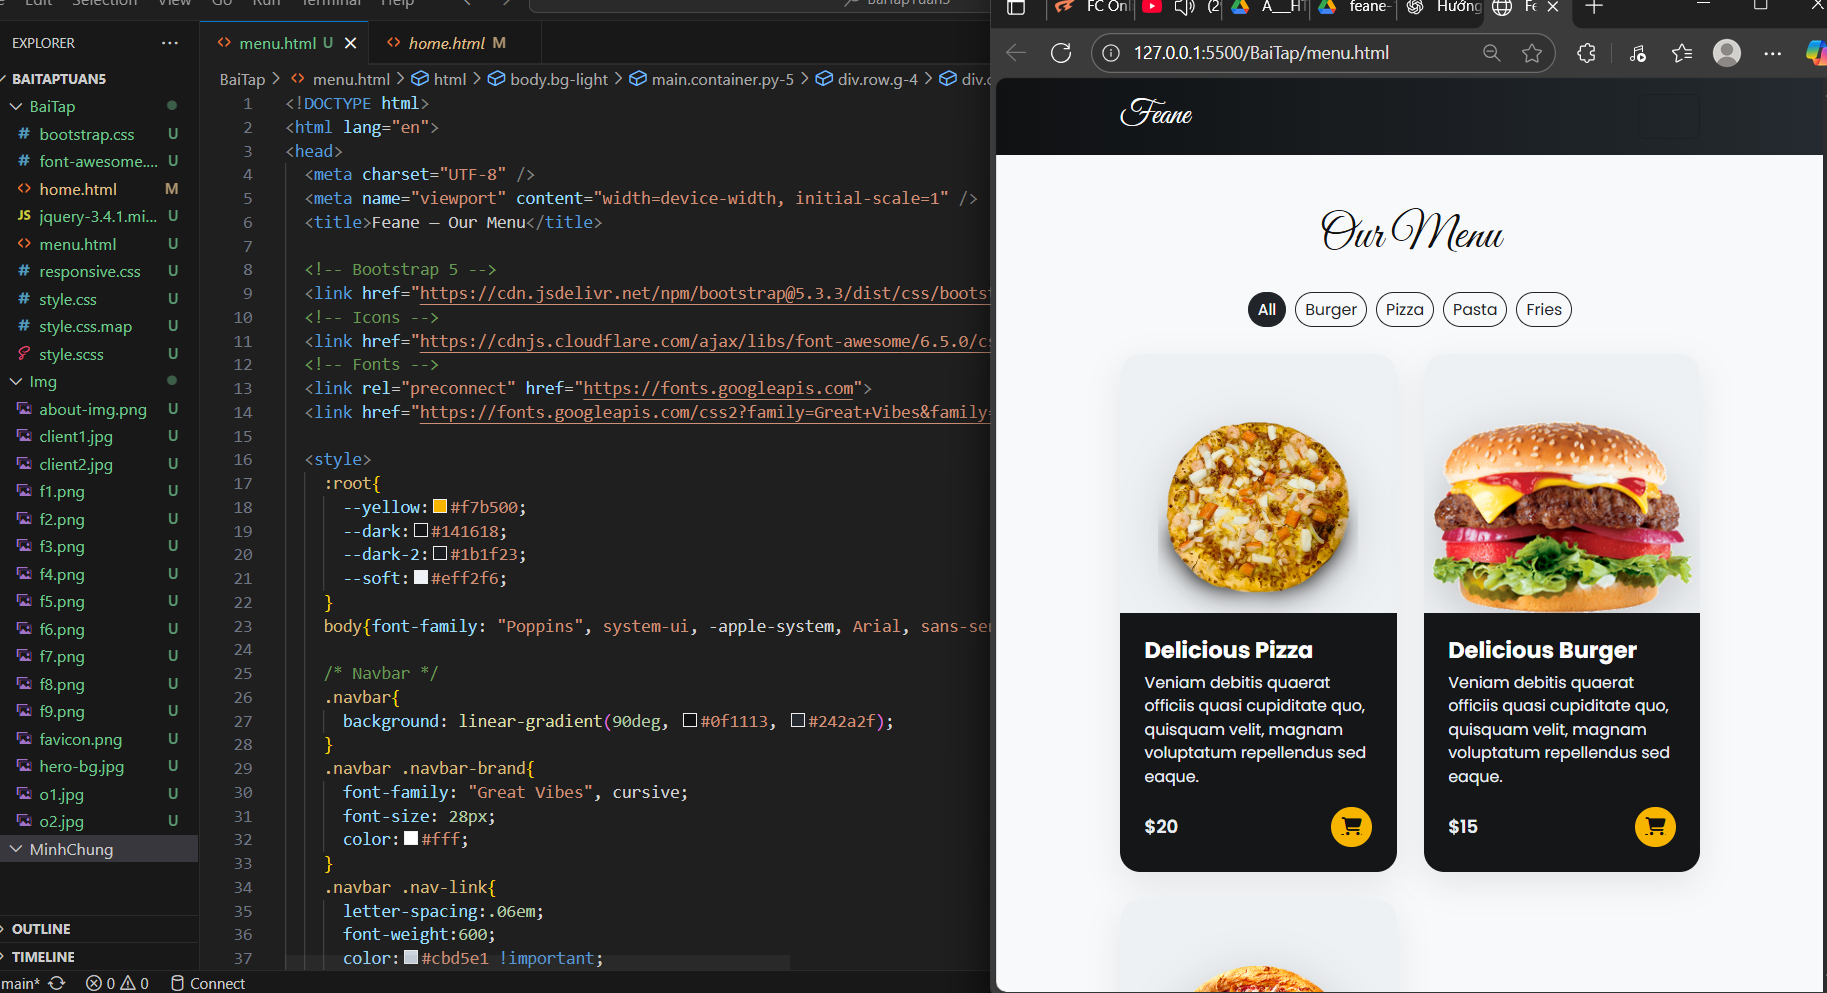 Edit Selection View Go Run Terminal Help
BaiTapTuan5
EXPLORER
BAITAPTUAN5
BaiTap
# bootstrap.css U
# font-awesome.... U
<> home.html M
JS jquery-3.4.1.mi... U
<> menu.html U
# responsive.css U
# style.css U
# style.css.map U
style.scss U
Img
about-img.png U
client1.jpg U
client2.jpg U
f1.png U
f2.png U
f3.png U
f4.png U
f5.png U
f6.png U
f7.png U
f8.png U
f9.png U
favicon.png U
hero-bg.jpg U
o1.jpg U
o2.jpg U
MinhChung
OUTLINE
TIMELINE
main* 0 0 Connect
<> menu.html U <> home.html M
BaiTap > <> menu.html > html > body.bg-light > main.container.py-5 > div.row.g-4 >
1 <!DOCTYPE html>
2 <html lang="en">
3 <head>
4 <meta charset="UTF-8" />
5 <meta name="viewport" content="width=device-width, initial-scale=1" />
6 <title>Feane – Our Menu</title>
7
8 <!-- Bootstrap 5 -->
9 <link href="https://cdn.jsdelivr.net/npm/bootstrap@5.3.3/dist/css/boots
10 <!-- Icons -->
11 <link href="https://cdnjs.cloudflare.com/ajax/libs/font-awesome/6.5.0/cs
12 <!-- Fonts -->
13 <link rel="preconnect" href="https://fonts.googleapis.com">
14 <link href="https://fonts.googleapis.com/css2?family=Great+Vibes&family=
15
16 <style>
17 :root{
18 --yellow:#f7b500;
19 --dark:#141618;
20 --dark-2:#1b1f23;
21 --soft:#eff2f6;
22 }
23 body{font-family: "Poppins", system-ui, -apple-system, Arial, sans-ser
24
25 /* Navbar */
26 .navbar{
27 background: linear-gradient(90deg, #0f1113, #242a2f);
28 }
29 .navbar .navbar-brand{
30 font-family: "Great Vibes", cursive;
31 font-size: 28px;
32 color:#fff;
33 }
34 .navbar .nav-link{
35 letter-spacing:.06em;
36 font-weight:600;
37 color:#cbd5e1 !important;
FC Onl (2 A__HT feane- Hướng Fe
127.0.0.1:5500/BaiTap/menu.html
Feane
Our Menu
All Burger Pizza Pasta Fries
Delicious Pizza
Veniam debitis quaerat
officiis quasi cupiditate quo,
quisquam velit, magnam
voluptatum repellendus sed
eaque.
$20
Delicious Burger
Veniam debitis quaerat
officiis quasi cupiditate quo,
quisquam velit, magnam
voluptatum repellendus sed
eaque.
$15